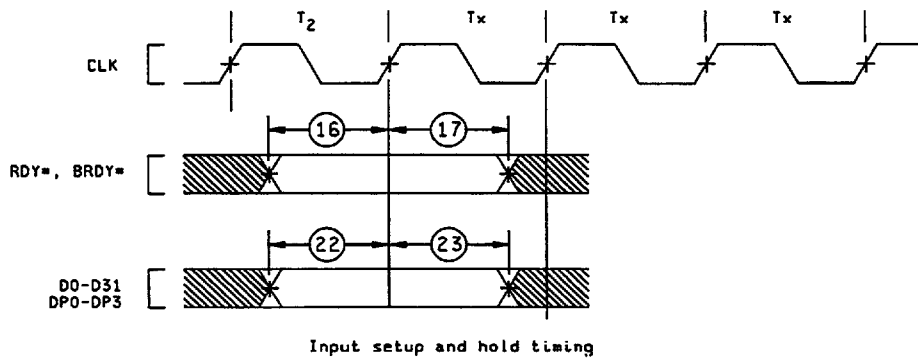 T2 Tx Tx Tx
CLK
16 17
RDY*, BRDY*
22 23
D0-D31
DP0-DP3
Input setup and hold timing